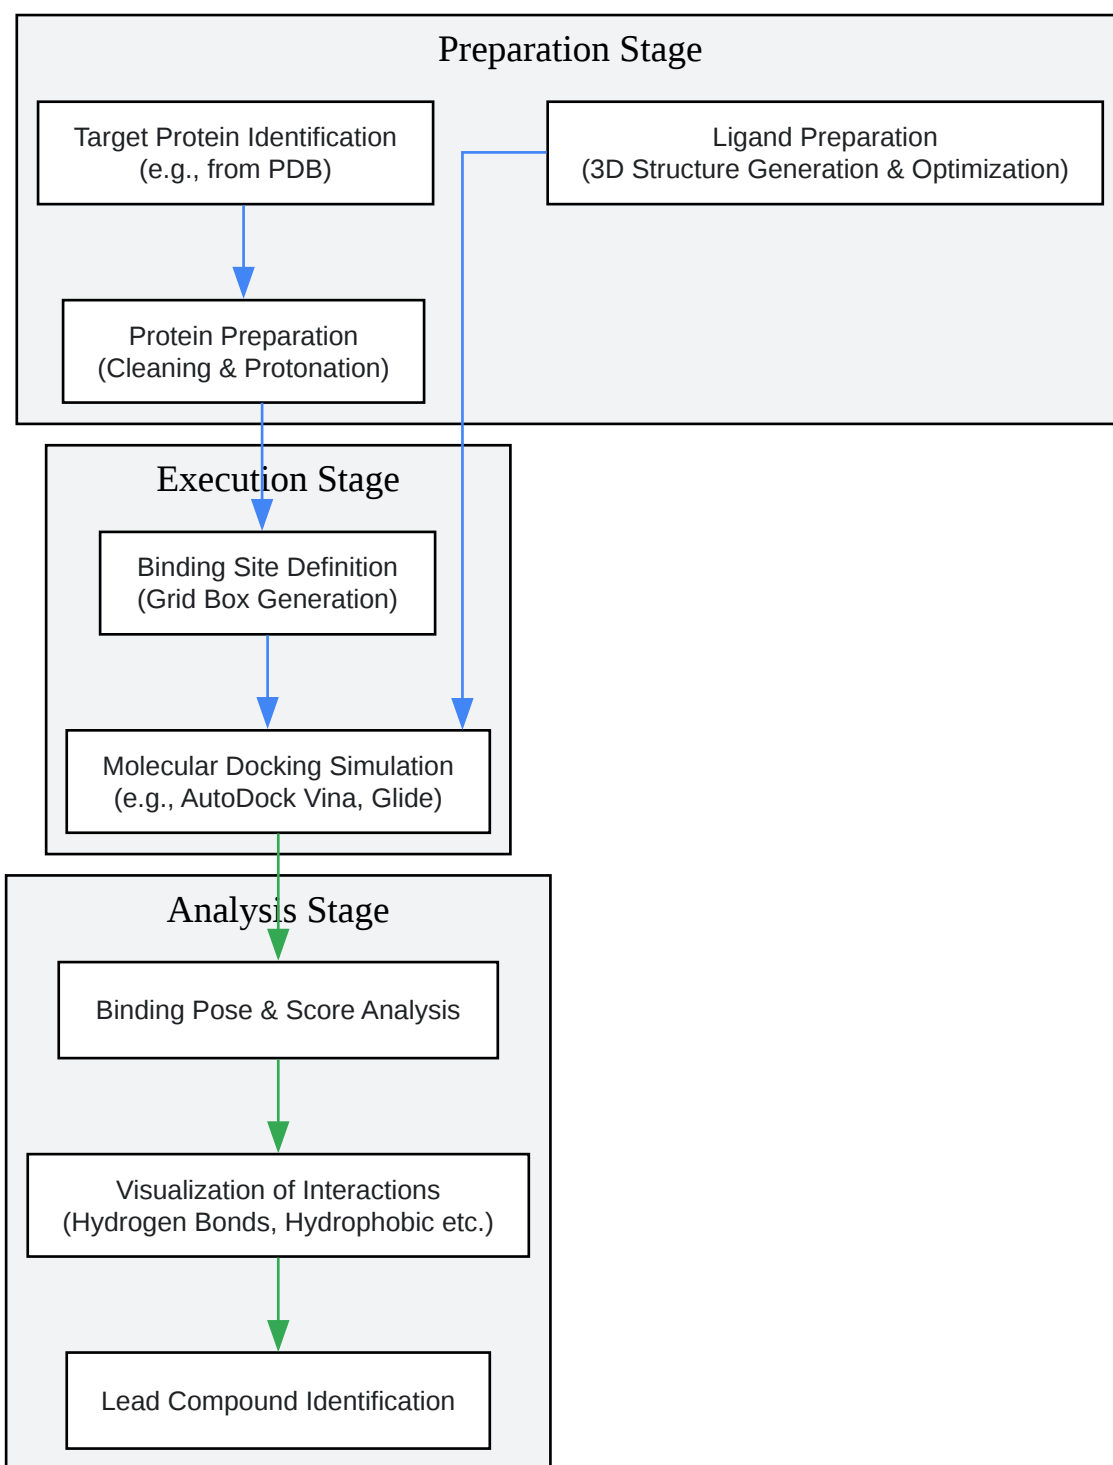 Preparation Stage
Target Protein Identification
(e.g., from PDB)
Ligand Preparation
(3D Structure Generation & Optimization)
Protein Preparation
(Cleaning & Protonation)
Execution Stage
Binding Site Definition
(Grid Box Generation)
Molecular Docking Simulation
(e.g., AutoDock Vina, Glide)
Analysis Stage
Binding Pose & Score Analysis
Visualization of Interactions
(Hydrogen Bonds, Hydrophobic etc.)
Lead Compound Identification